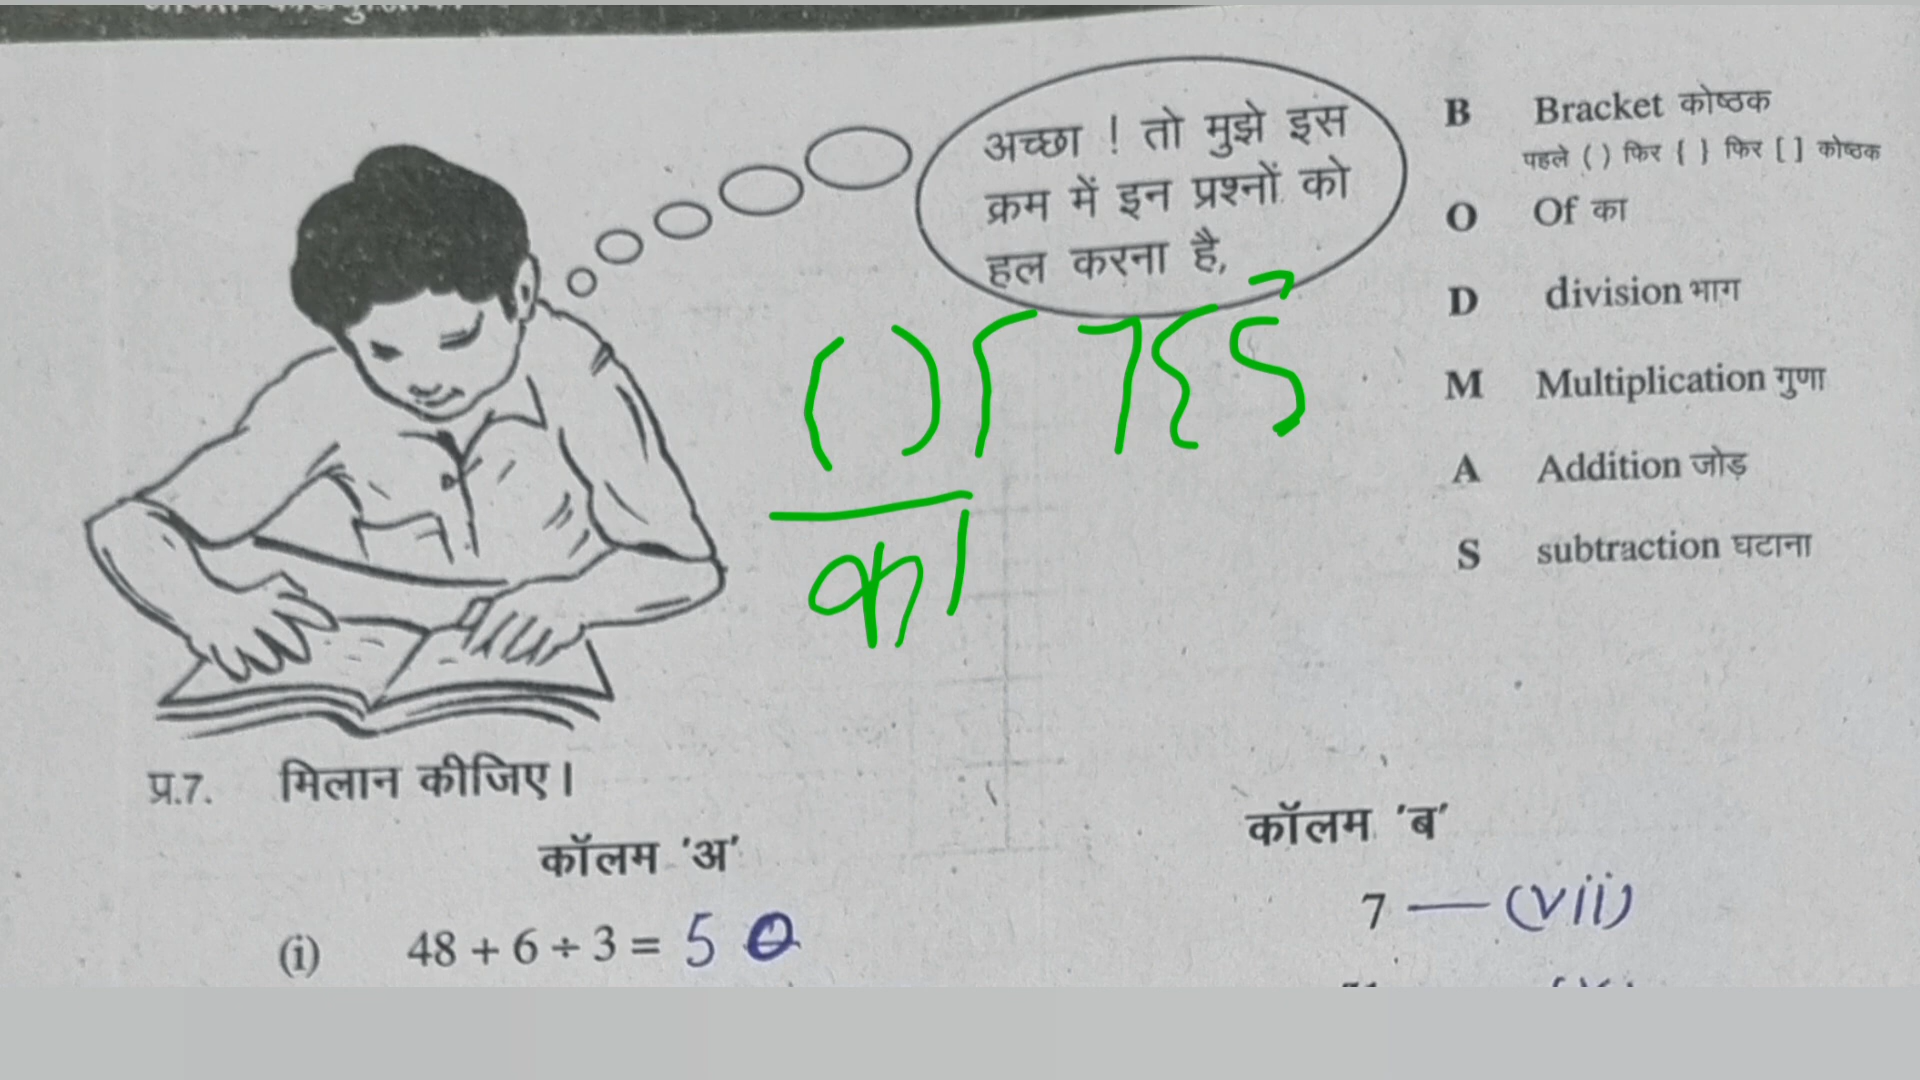 अच्छा ! तो मुझे इस
क्रम में इन प्रश्नों को
हल करना है,
B Bracket कोष्ठक
पहले ( ) फिर { } फिर [ ] कोष्ठक
O Of का
D division भाग
M Multiplication गुणा
A Addition जोड़
S subtraction घटाना
का
प्र.7. मिलान कीजिए।
कॉलम 'अ'
कॉलम 'ब'
(i) 48 + 6 ÷ 3 = 50
7 — (vii)